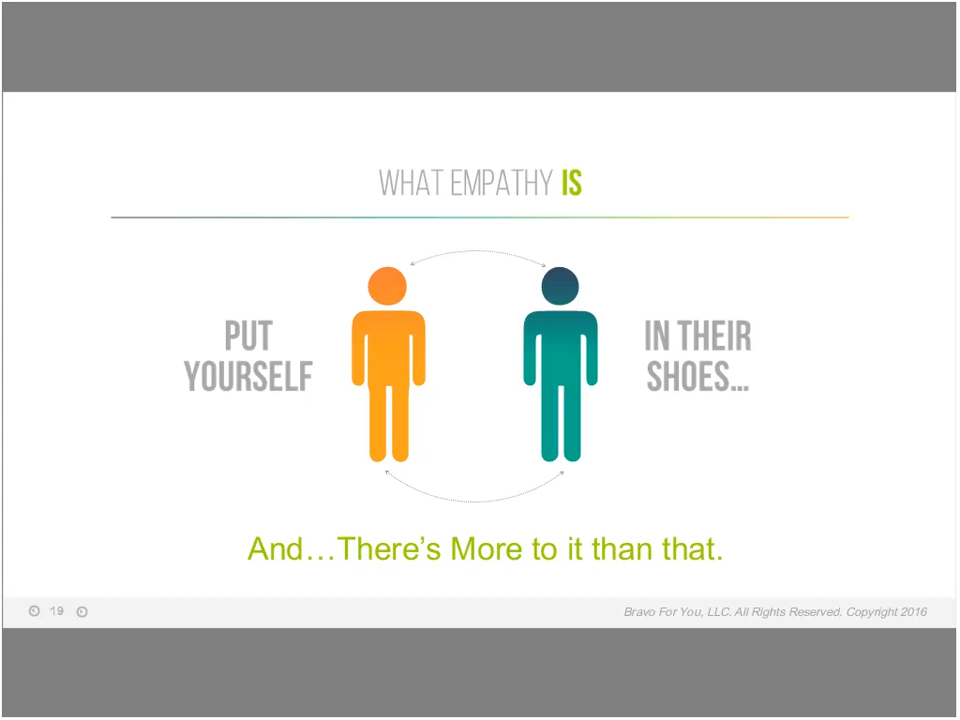 WHAT EMPATHY IS
PUT
YOURSELF
IN THEIR
SHOES...
And…There’s More to it than that.
19
Bravo For You, LLC. All Rights Reserved. Copyright 2016